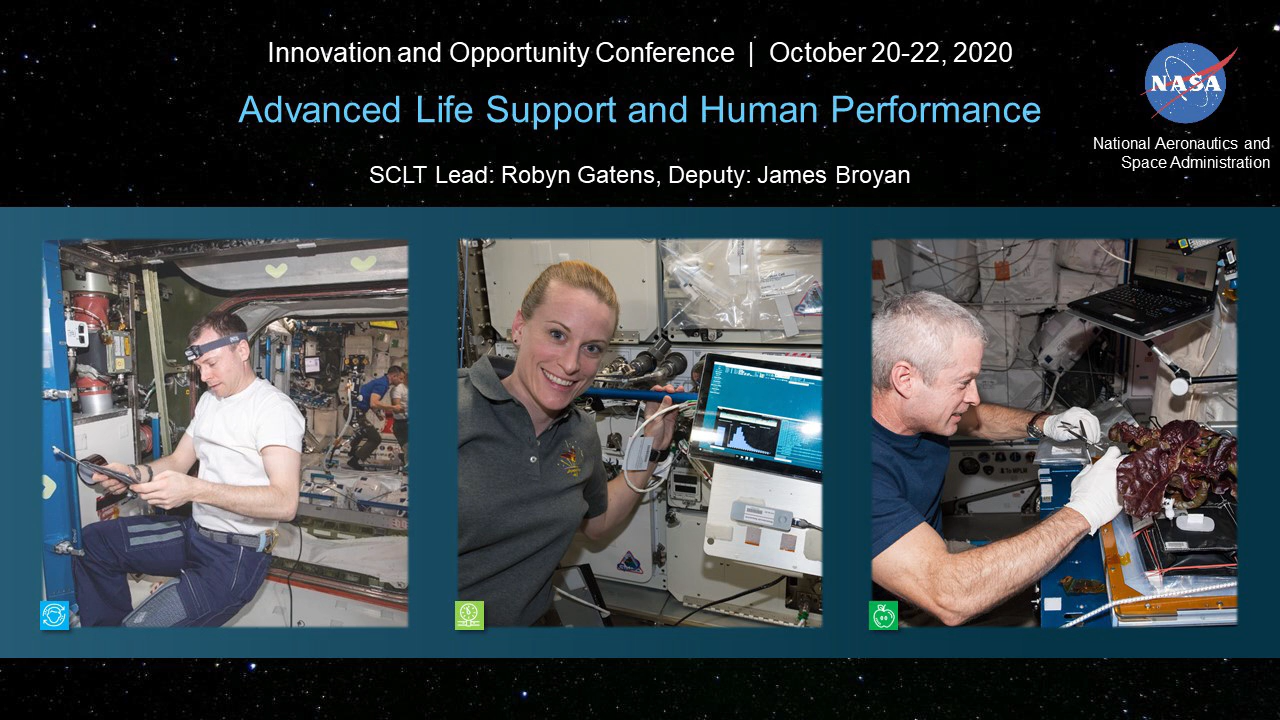 Innovation and Opportunity Conference | October 20-22, 2020
Advanced Life Support and Human Performance
SCLT Lead: Robyn Gatens, Deputy: James Broyan
NASA
National Aeronautics and
Space Administration